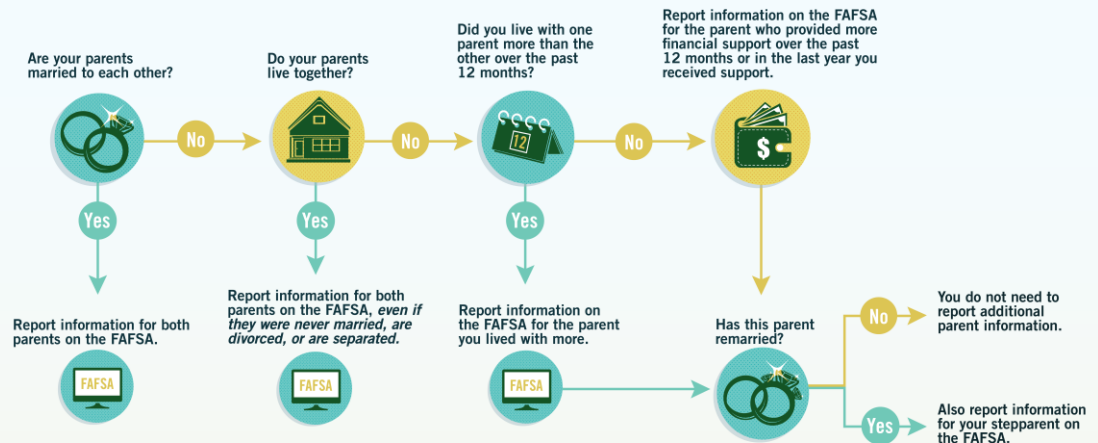 Are your parents
married to each other?
Do your parents
live together?
Did you live with one
parent more than the
other over the past
12 months?
Report information on the FAFSA
for the parent who provided more
financial support over the past
12 months or in the last year you
received support.
No
No
12
No
$
Yes
Yes
Yes
Report information for both
parents on the FAFSA.
FAFSA
Report information for both
parents on the FAFSA, even if
they were never married, are
divorced, or are separated.
FAFSA
Report information on
the FAFSA for the parent
you lived with more.
FAFSA
Has this parent
remarried?
No
You do not need to
report additional
parent information.
Yes
Also report information
for your stepparent on
the FAFSA.